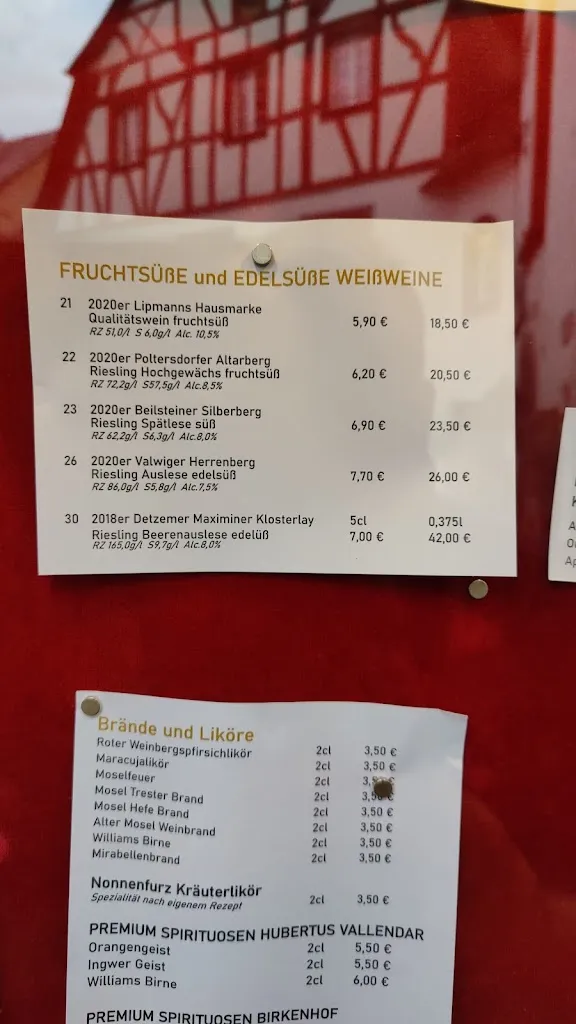 FRUCHTSÜßE und EDELSÜßE WEIßWEINE
21 2020er Lipmanns Hausmarke
Qualitätswein fruchtsüß 5,90 € 18,50 €
RZ 51,0/l S 6,0g/l Alc. 10,5%
22 2020er Poltersdorfer Altarberg
Riesling Hochgewächs fruchtsüß 6,20 € 20,50 €
RZ 72,2g/l S57,5g/l Alc.8,5%
23 2020er Beilsteiner Silberberg
Riesling Spätlese süß 6,90 € 23,50 €
RZ 62,2g/l S6,3g/l Alc.8,0%
26 2020er Valwiger Herrenberg
Riesling Auslese edelsüß 7,70 € 26,00 €
RZ 86,0g/l S5,8g/l Alc.7,5%
30 2018er Detzemer Maximiner Klosterlay 5cl 0,375l
Riesling Beerenauslese edelüß 7,00 € 42,00 €
RZ 165,0g/l S9,7g/l Alc.8,0%
Brände und Liköre
Roter Weinbergspfirsichlikör 2cl 3,50 €
Maracujalikör 2cl 3,50 €
Moselfeuer 2cl
Mosel Trester Brand 2cl 3,50 €
Mosel Hefe Brand 2cl 3,50 €
Alter Mosel Weinbrand 2cl 3,50 €
Williams Birne 2cl 3,50 €
Mirabellenbrand 2cl 3,50 €
Nonnenfurz Kräuterlikör 2cl 3,50 €
Spezialität nach eigenem Rezept
PREMIUM SPIRITUOSEN HUBERTUS VALLENDAR
Orangengeist 2cl 5,50 €
Ingwer Geist 2cl 5,50 €
Williams Birne 2cl 6,00 €
PREMIUM SPIRITUOSEN BIRKENHOF